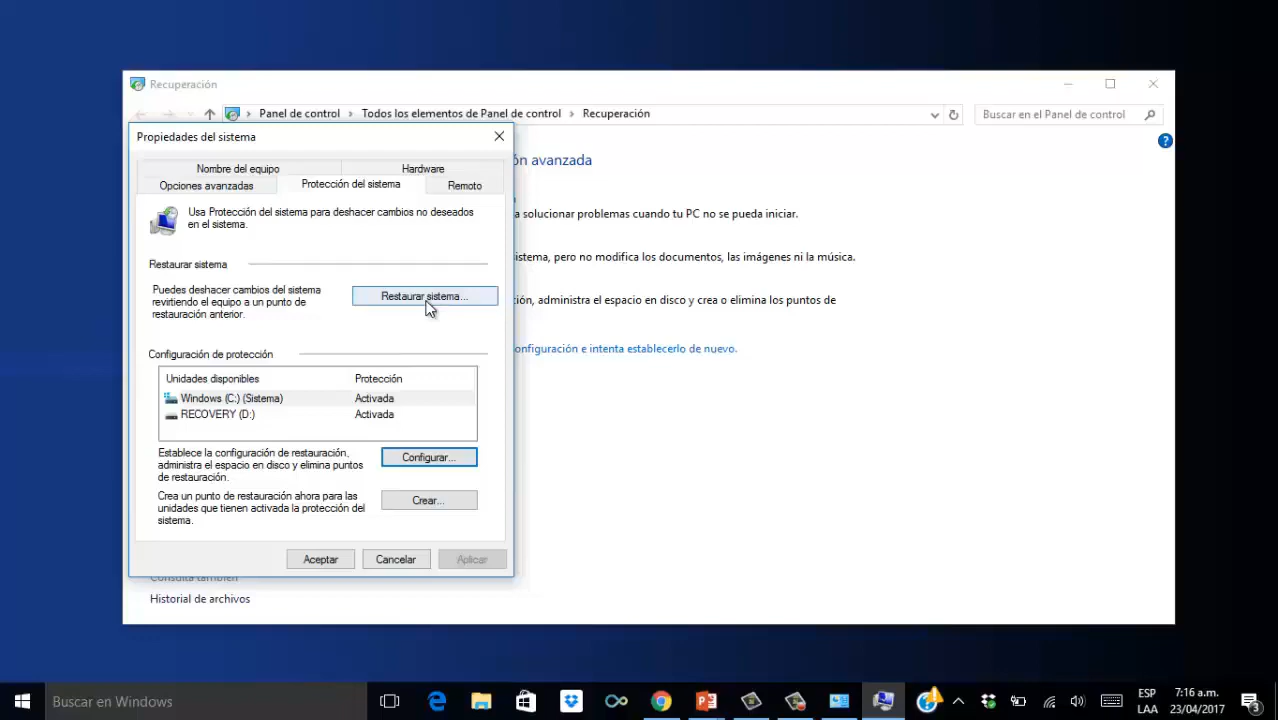 Recuperación
Panel de control > Todos los elementos de Panel de control > Recuperación
Buscar en el Panel de control
Propiedades del sistema
Nombre del equipo
Hardware
Opciones avanzadas
Protección del sistema
Remoto
Usa Protección del sistema para deshacer cambios no deseados
en el sistema.
Restaurar sistema
Puedes deshacer cambios del sistema
revirtiendo el equipo a un punto de
restauración anterior.
Restaurar sistema...
Configuración de protección
Unidades disponibles Protección
Windows (C:) (Sistema) Activada
RECOVERY (D:) Activada
Establece la configuración de restauración,
administra el espacio en disco y elimina puntos
de restauración.
Configurar...
Crea un punto de restauración ahora para las
unidades que tienen activada la protección del
sistema.
Crear...
Aceptar
Cancelar
Aplicar
ón avanzada
a solucionar problemas cuando tu PC no se pueda iniciar.
istema, pero no modifica los documentos, las imágenes ni la música.
ción, administra el espacio en disco y crea o elimina los puntos de
onfiguración e intenta establecerlo de nuevo.
Consulta también
Historial de archivos
Buscar en Windows
ESP
LAA
7:16 a.m.
23/04/2017
3